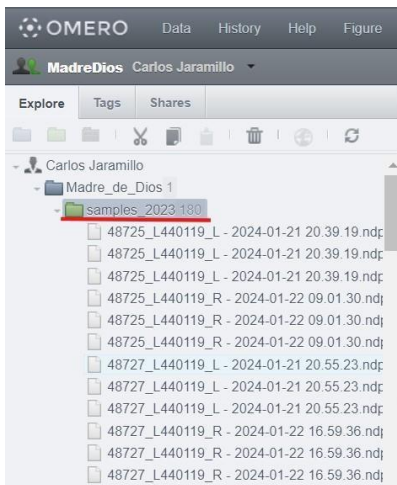 OMERO Data History Help Figure
MadreDios Carlos Jaramillo
Explore Tags Shares
Carlos Jaramillo
Madre_de_Dios 1
samples_2023 180
48725_L440119_L - 2024-01-21 20.39.19.ndp
48725_L440119_L - 2024-01-21 20.39.19.ndp
48725_L440119_L - 2024-01-21 20.39.19.ndp
48725_L440119_R - 2024-01-22 09.01.30.ndp
48725_L440119_R - 2024-01-22 09.01.30.ndp
48725_L440119_R - 2024-01-22 09.01.30.ndp
48727_L440119_L - 2024-01-21 20.55.23.ndp
48727_L440119_L - 2024-01-21 20.55.23.ndp
48727_L440119_L - 2024-01-21 20.55.23.ndp
48727_L440119_R - 2024-01-22 16.59.36.ndp
48727_L440119_R - 2024-01-22 16.59.36.ndp
48727_L440119_R - 2024-01-22 16.59.36.ndp